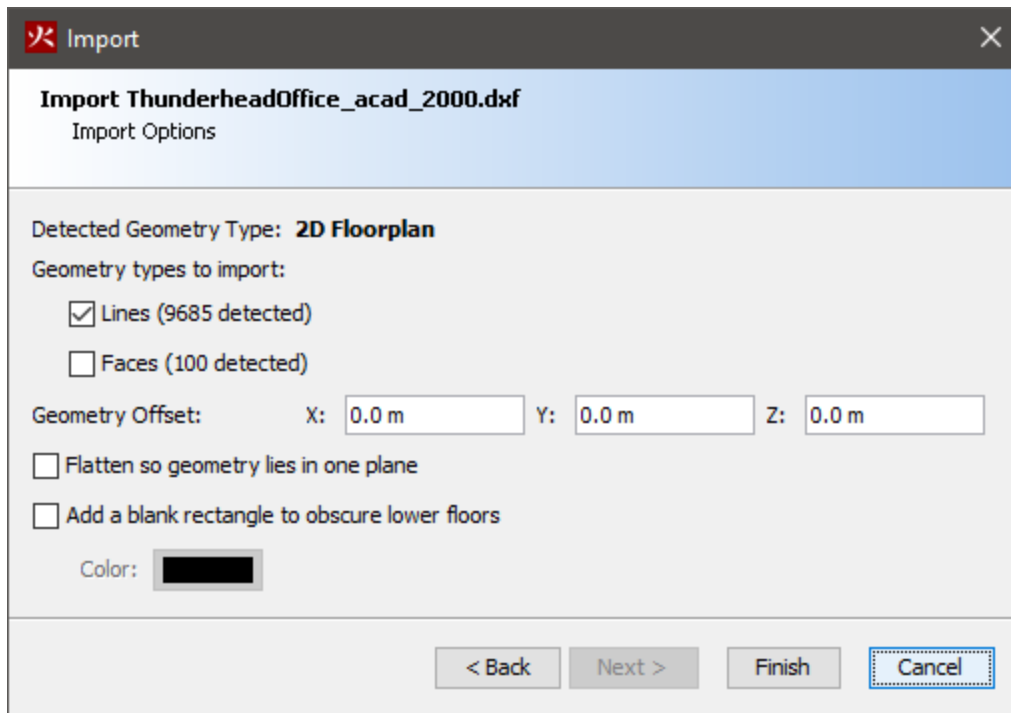 火 Import
Import ThunderheadOffice_acad_2000.dxf
Import Options
Detected Geometry Type: 2D Floorplan
Geometry types to import:
Lines (9685 detected)
Faces (100 detected)
Geometry Offset: X: 0.0 m Y: 0.0 m Z: 0.0 m
Flatten so geometry lies in one plane
Add a blank rectangle to obscure lower floors
Color:
< Back Next > Finish Cancel